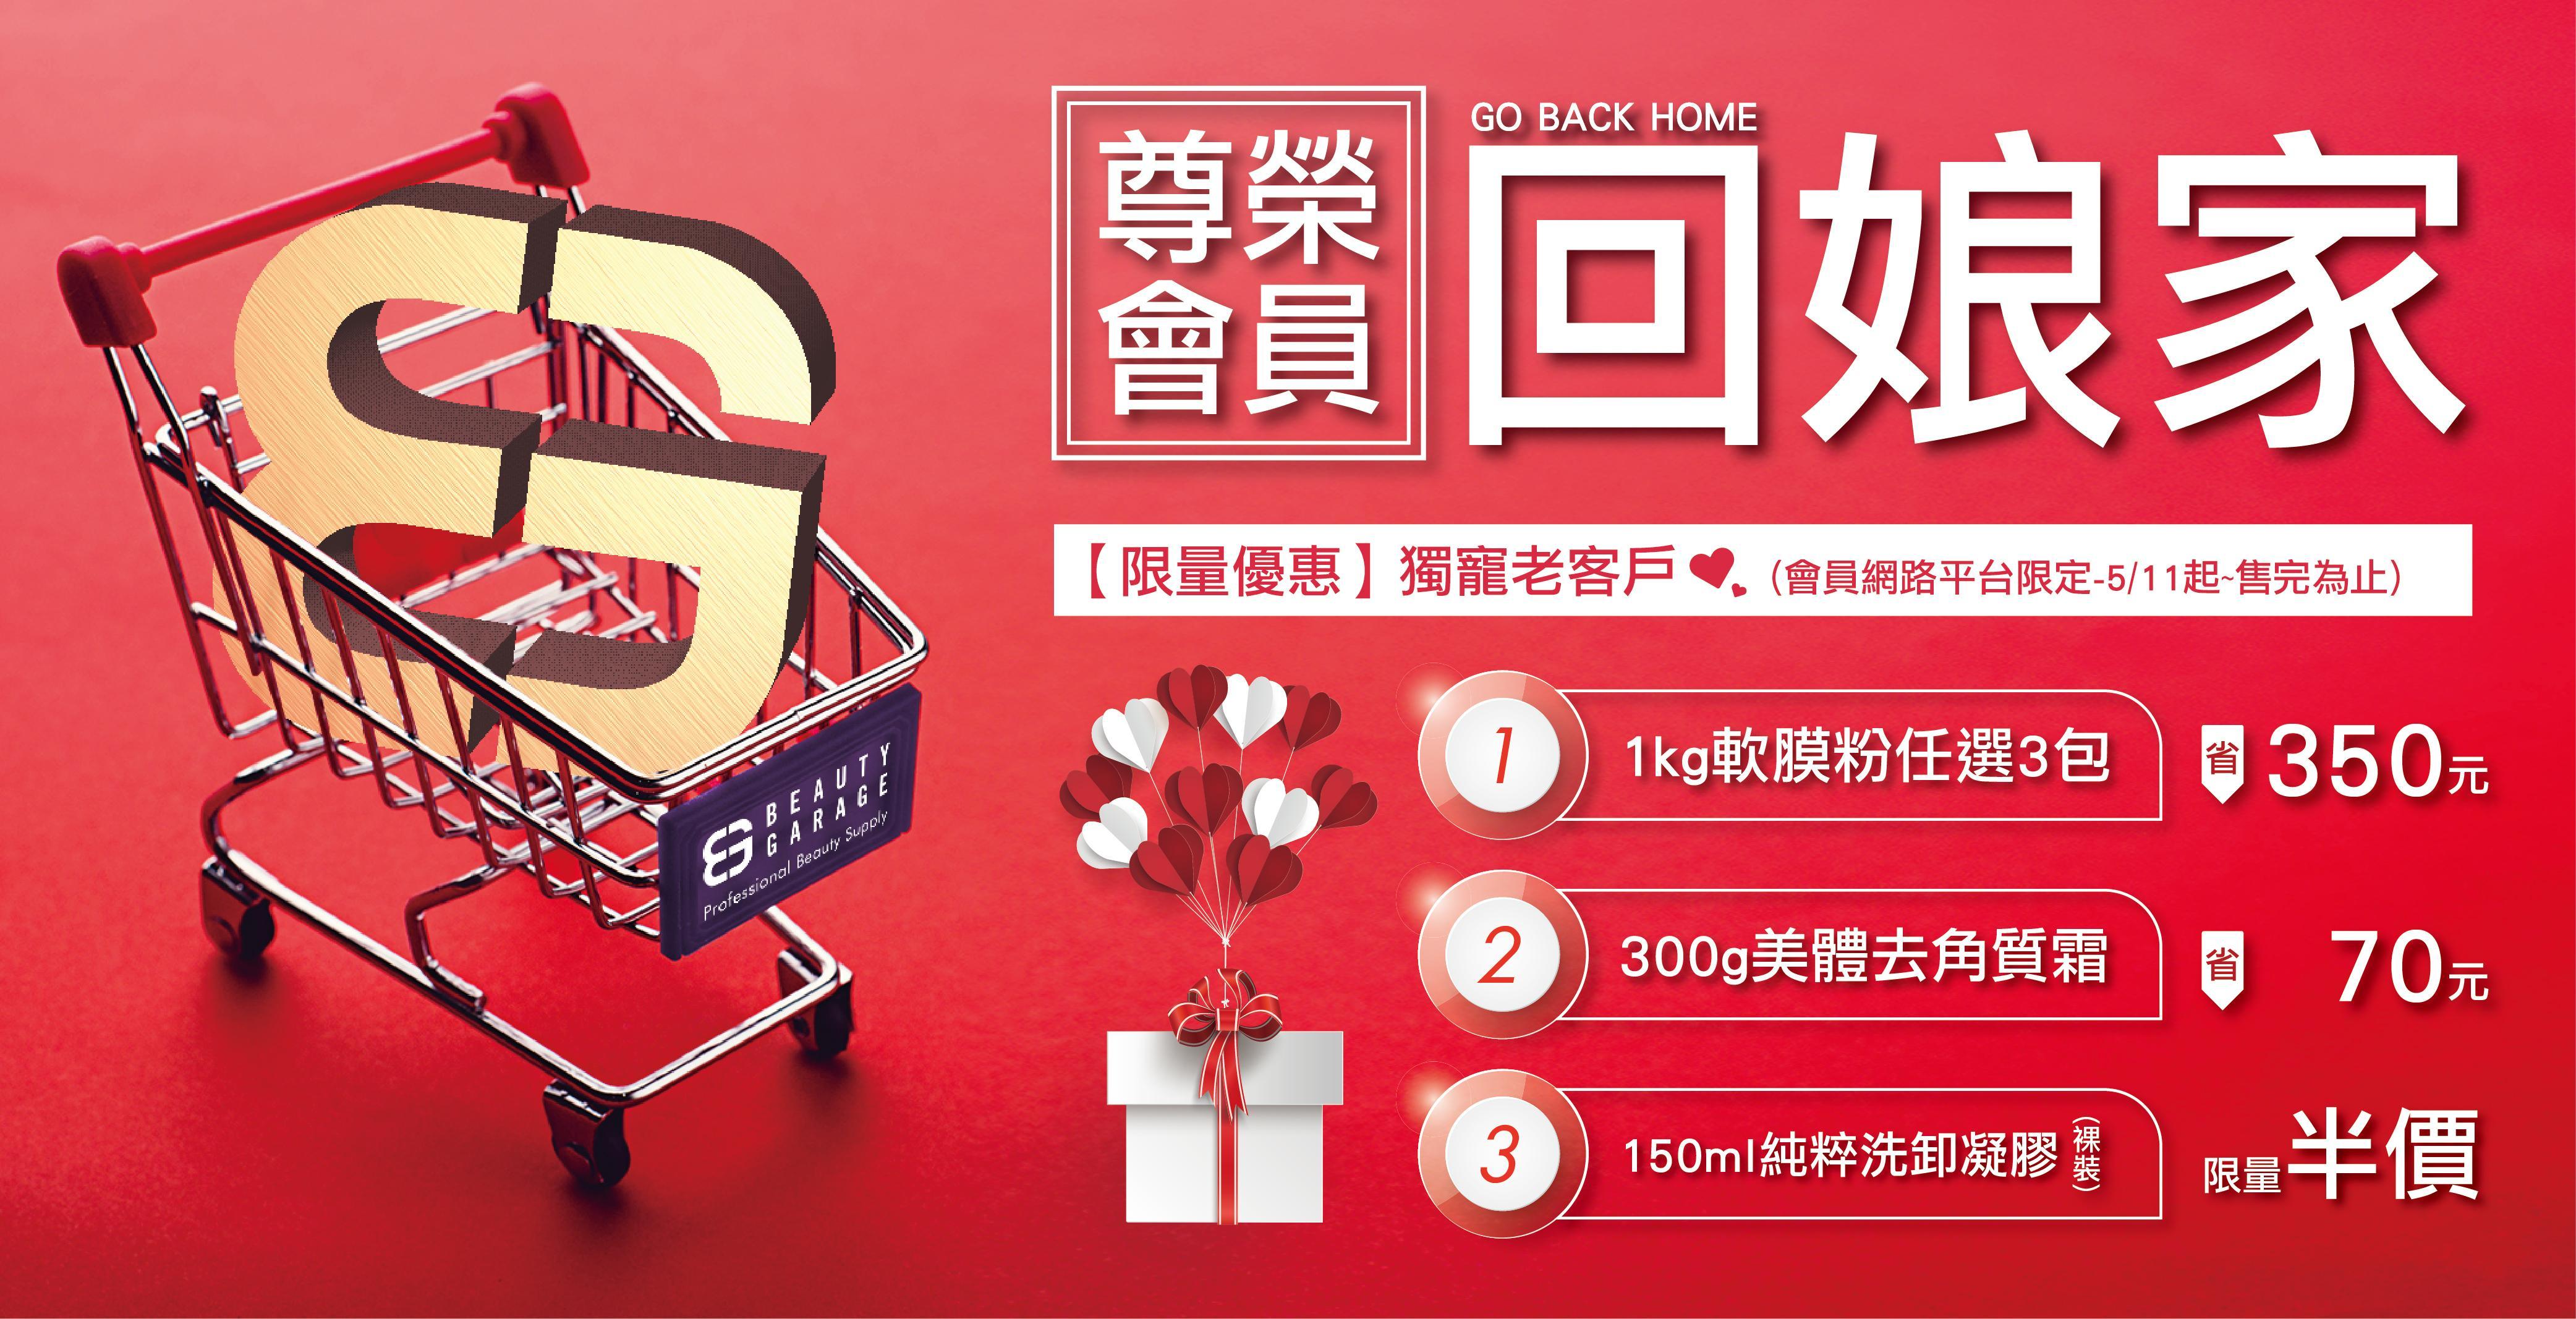 尊榮
會員
GO BACK HOME
回娘家
【限量優惠】獨寵老客戶 (會員網路平台限定-5/11起~售完為止)
1 1kg軟膜粉任選3包 省 350元
2 300g美體去角質霜 省 70元
3 150ml純粹洗卸凝膠(裸裝) 限量半價
BEAUTY
GARAGE
Professional Beauty Supply